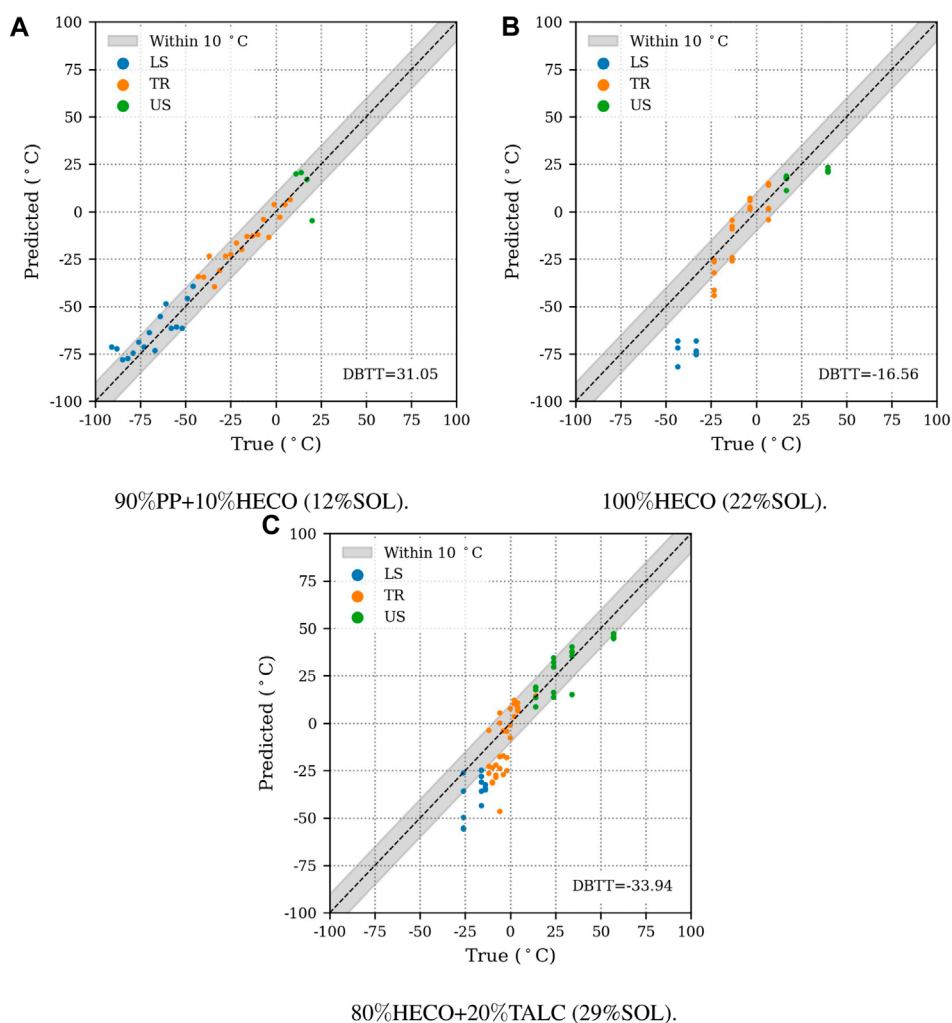 A
100
75
50
25
0
-25
-50
-75
-100
Predicted (°C)
Within 10 °C
LS
TR
US
DBTT=31.05
-100 -75 -50 -25 0 25 50 75 100
True (°C)
90%PP+10%HECO (12%SOL).
B
100
75
50
25
0
-25
-50
-75
-100
Predicted (°C)
Within 10 °C
LS
TR
US
DBTT=-16.56
-100 -75 -50 -25 0 25 50 75 100
True (°C)
100%HECO (22%SOL).
C
100
75
50
25
0
-25
-50
-75
-100
Predicted (°C)
Within 10 °C
LS
TR
US
DBTT=-33.94
-100 -75 -50 -25 0 25 50 75 100
True (°C)
80%HECO+20%TALC (29%SOL).